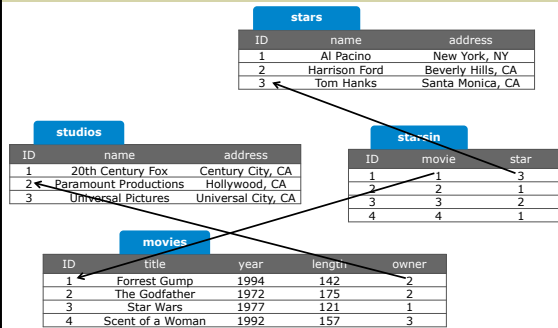 stars
ID name address
1 Al Pacino New York, NY
2 Harrison Ford Beverly Hills, CA
3 Tom Hanks Santa Monica, CA
studios
ID name address
1 20th Century Fox Century City, CA
2 Paramount Productions Hollywood, CA
3 Universal Pictures Universal City, CA
starsin
ID movie star
1 1 3
2 2 1
3 3 2
4 4 1
movies
ID title year length owner
1 Forrest Gump 1994 142 2
2 The Godfather 1972 175 2
3 Star Wars 1977 121 1
4 Scent of a Woman 1992 157 3